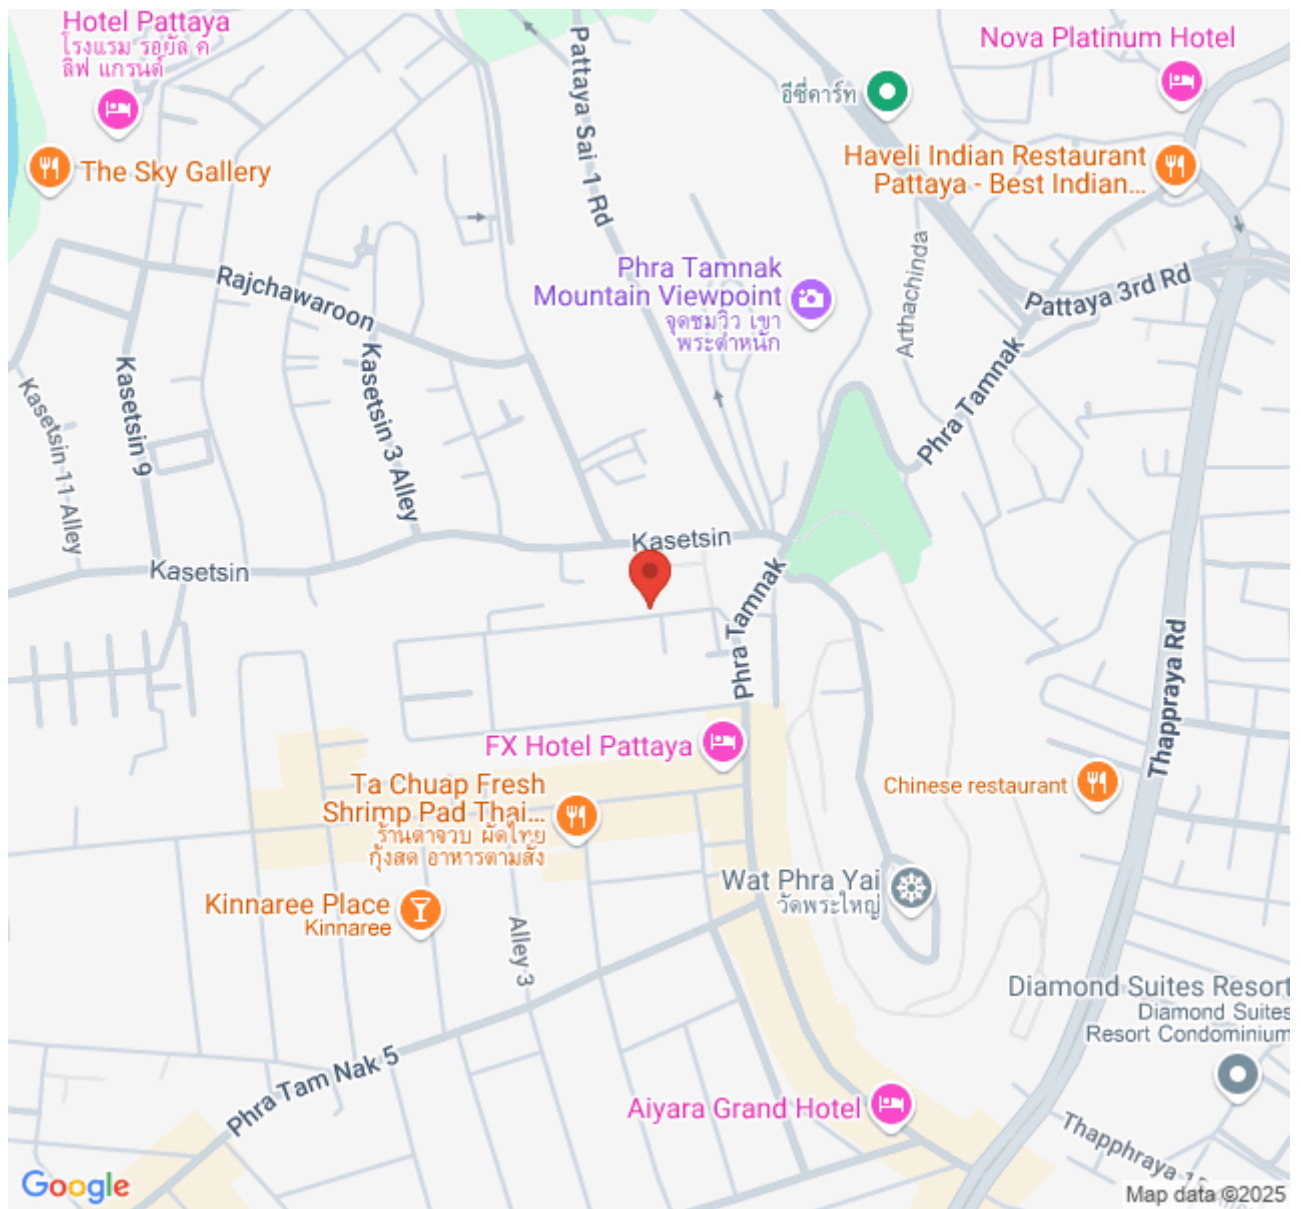 Hotel Pattaya
โรงแรม รอยัล ค
ลิฟ แกรนด์
Nova Platinum Hotel
Pattaya Sai 1 Rd
อีซี่คาร์ท
The Sky Gallery
Haveli Indian Restaurant
Pattaya - Best Indian...
Rajchawaroon
Phra Tamnak
Mountain Viewpoint
จุดชมวิว เขา
พระตำหนัก
Arthachinda
Pattaya 3rd Rd
Kasetsin 11 Alley
Kasetsin 9
Kasetsin 3 Alley
Phra Tamnak
Kasetsin
Kasetsin
Phra Tamnak
Thappraya Rd
FX Hotel Pattaya
Ta Chuap Fresh
Shrimp Pad Thai...
ร้านตาจวบ ผัดไทย
กุ้งสด อาหารตามสั่ง
Chinese restaurant
Kinnaree Place
Kinnaree
Alley 3
Wat Phra Yai
วัดพระใหญ่
Diamond Suites Resort
Diamond Suites
Resort Condominium
Phra Tam Nak 5
Aiyara Grand Hotel
Thapphraya
Google
Map data ©2025